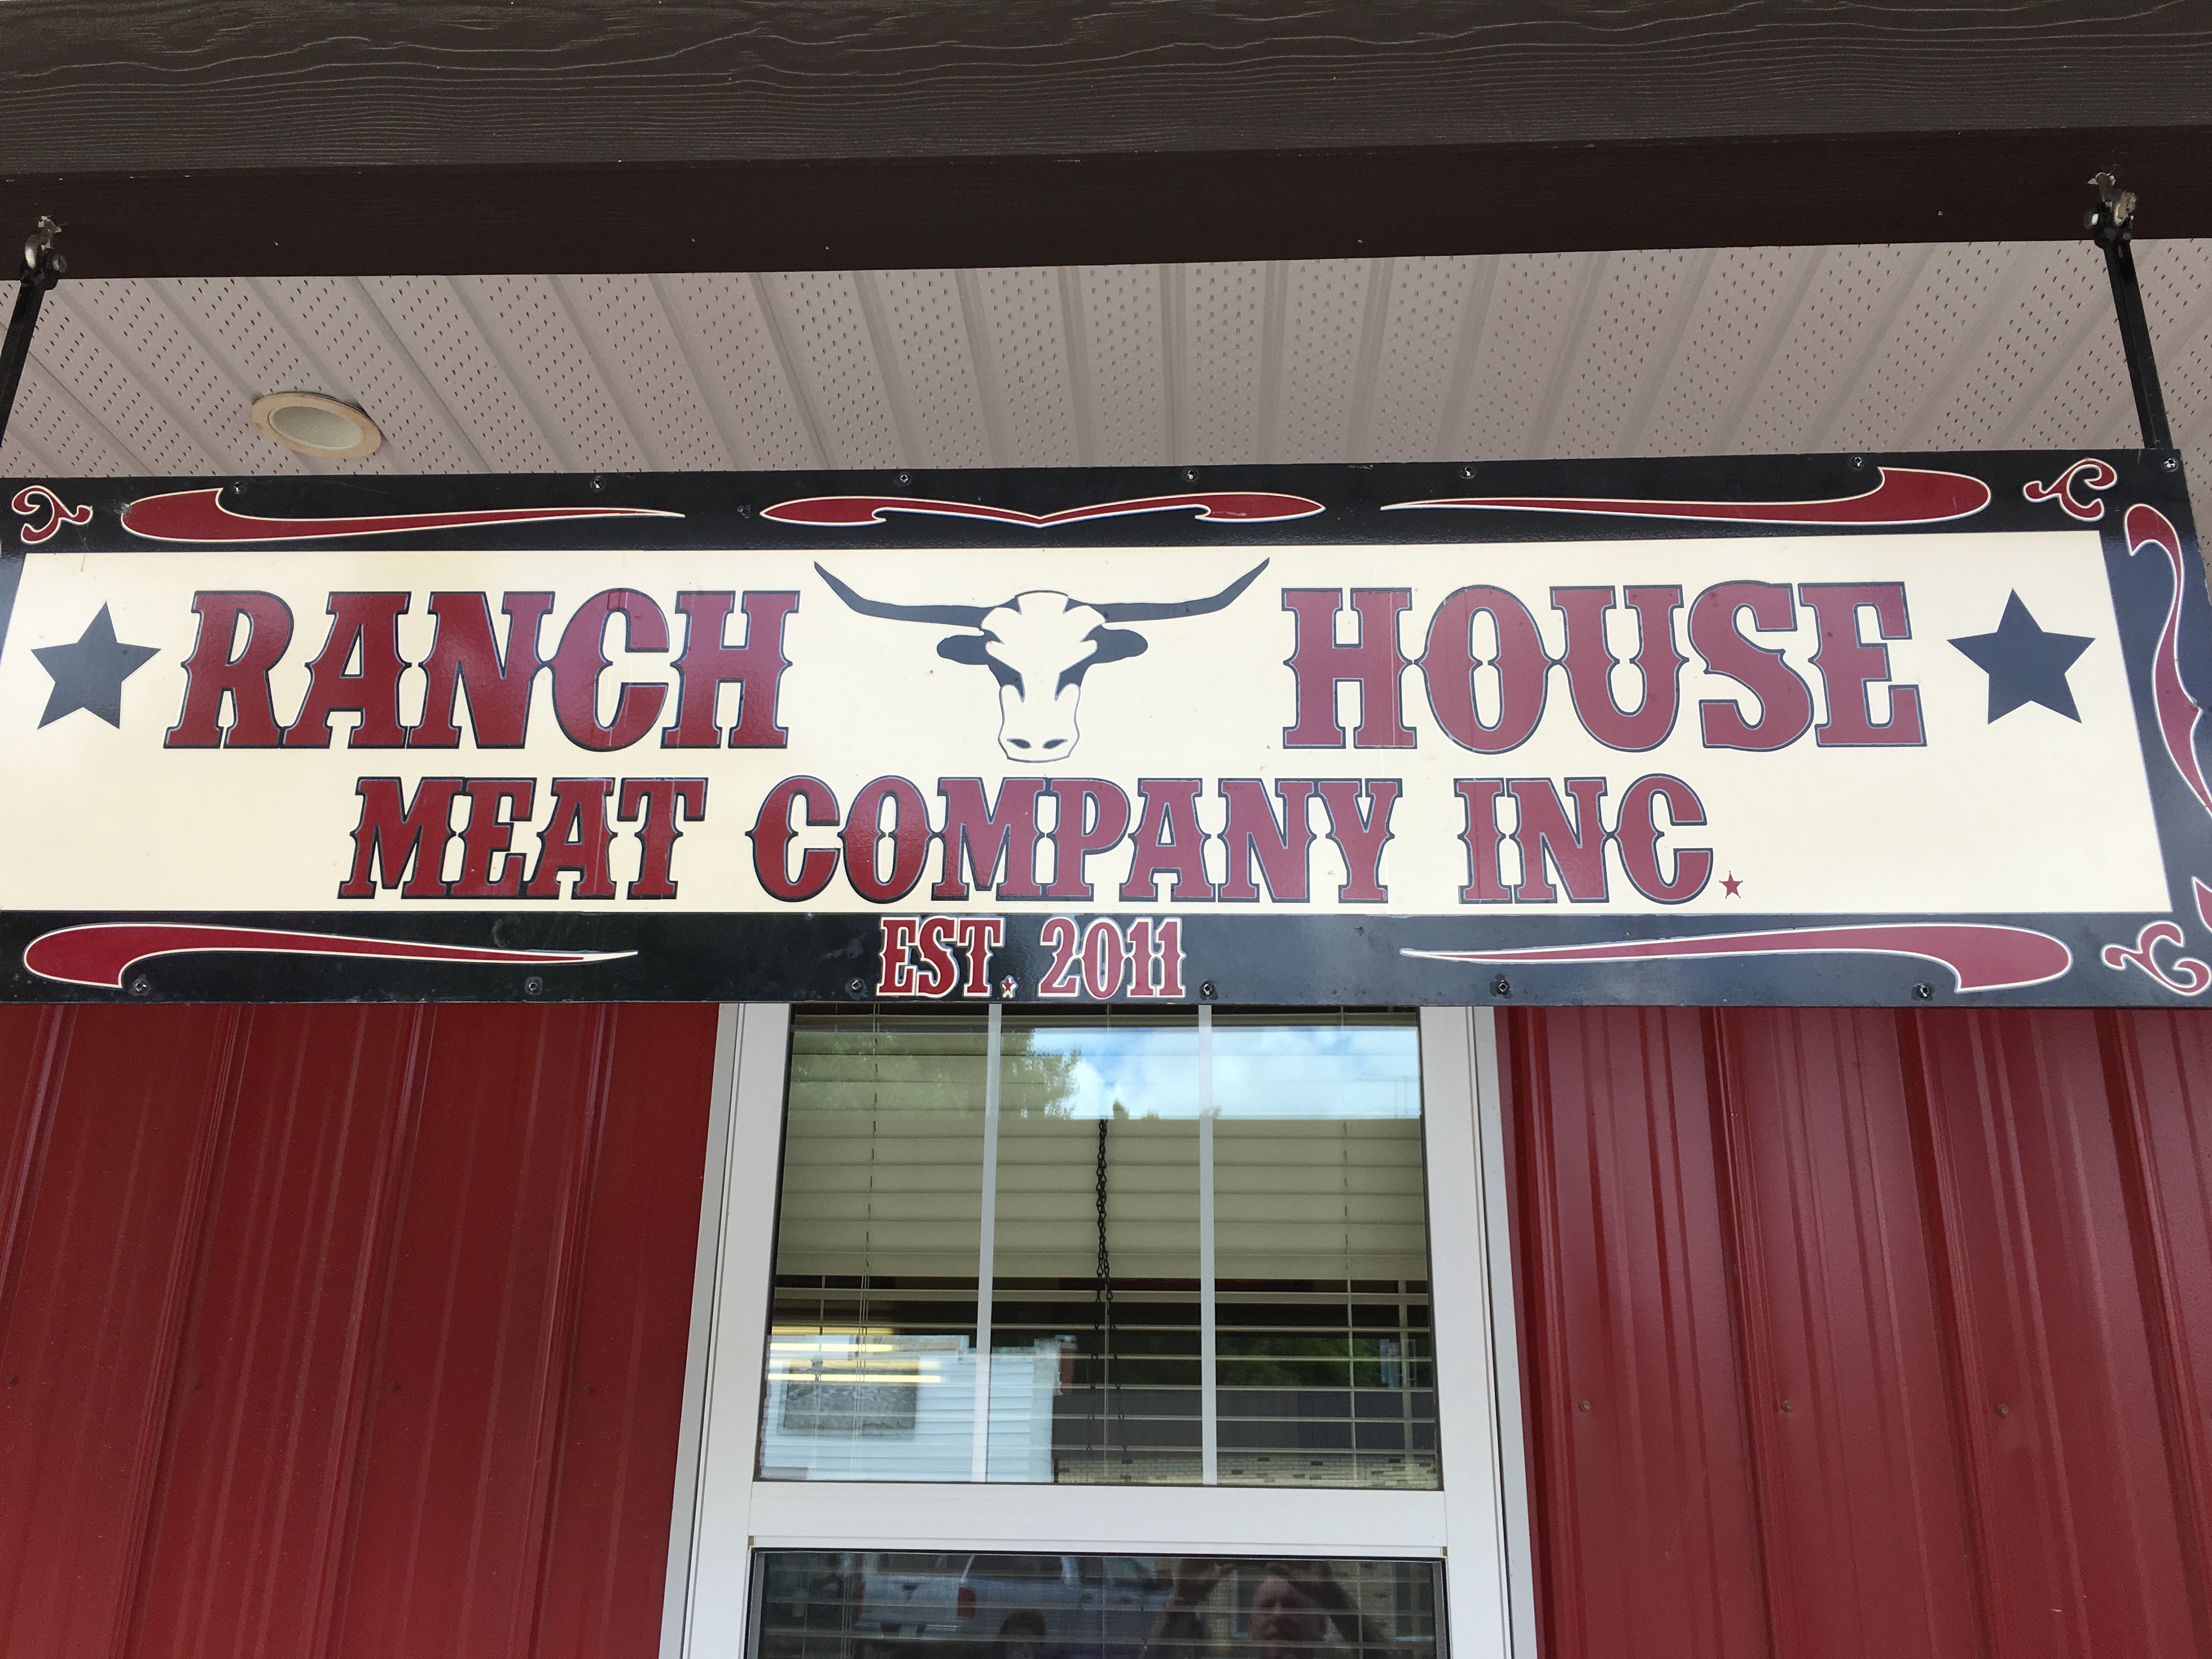 RANCH HOUSE
MEAT COMPANY INC.
EST. 2011